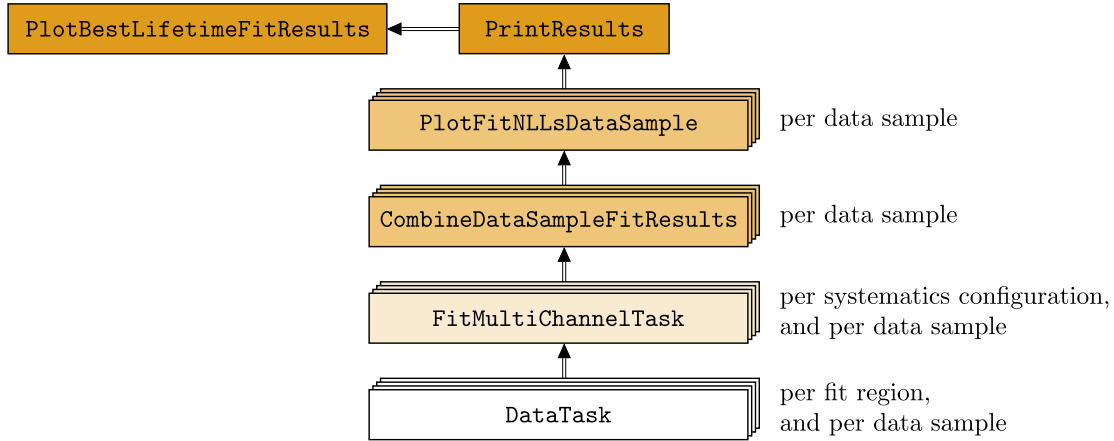 PlotBestLifetimeFitResults
PrintResults
PlotFitNLLsDataSample
per data sample
CombineDataSampleFitResults
per data sample
FitMultiChannelTask
per systematics configuration,
and per data sample
DataTask
per fit region,
and per data sample